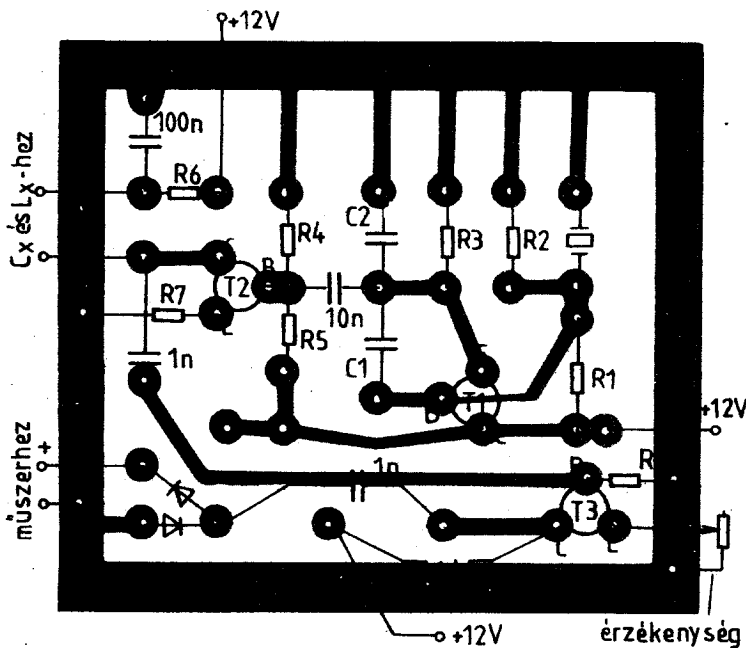 +12V
100n
R6
Cx és Lx-hez
R4
C2
R3
R2
C
B
T2
R7
10n
R5
C1
1n
R1
T1
+12V
+
műszerhez
1n
B
R
T3
+12V
érzékenység